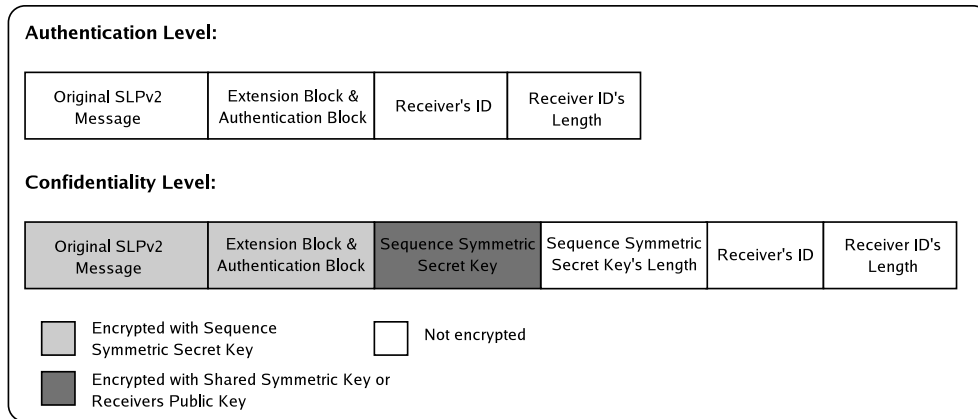 Authentication Level:
Original SLPv2
Message
Extension Block &
Authentication Block
Receiver's ID
Receiver ID's
Length
Confidentiality Level:
Original SLPv2
Message
Extension Block &
Authentication Block
Sequence Symmetric
Secret Key
Sequence Symmetric
Secret Key's Length
Receiver's ID
Receiver ID's
Length
Encrypted with Sequence
Symmetric Secret Key
Not encrypted
Encrypted with Shared Symmetric Key or
Receivers Public Key